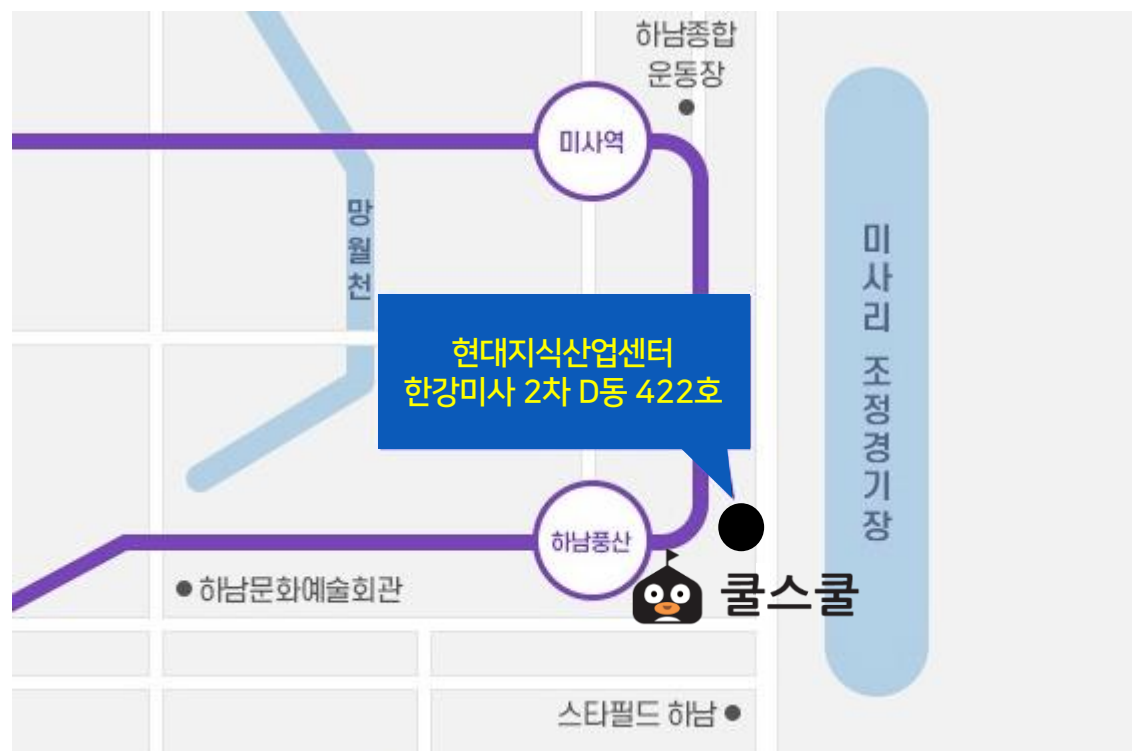 하남종합
운동장
미사역
망월천
미사리 조정경기장
현대지식산업센터
한강미사 2차 D동 422호
하남풍산
하남문화예술회관
쿨스쿨
스타필드 하남